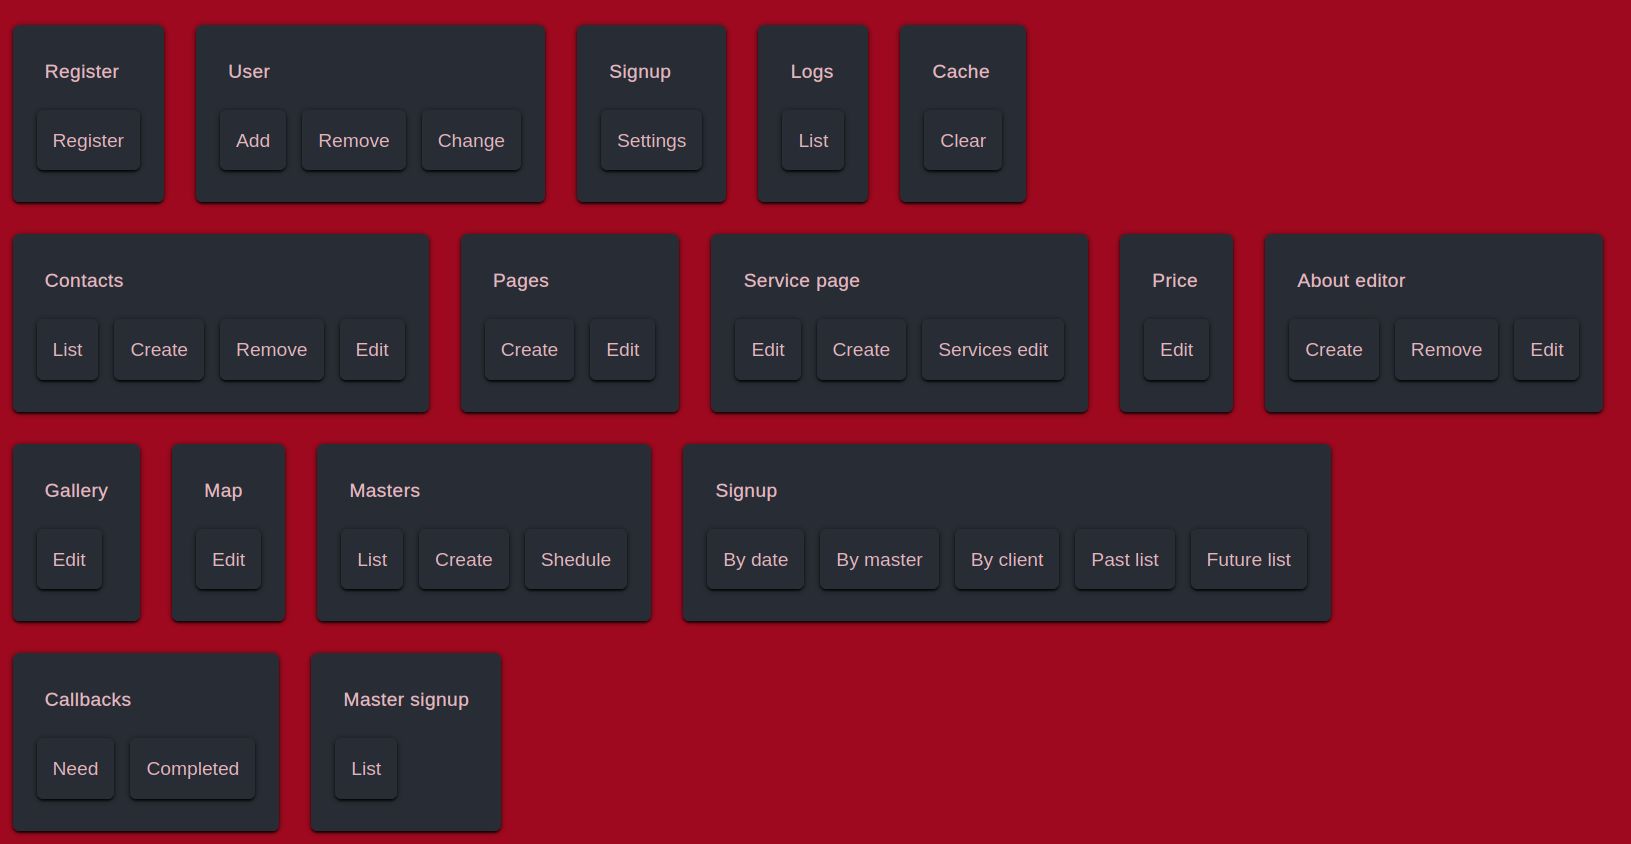 Register
Register
User
Add Remove Change
Signup
Settings
Logs
List
Cache
Clear
Contacts
List Create Remove Edit
Pages
Create Edit
Service page
Edit Create Services edit
Price
Edit
About editor
Create Remove Edit
Gallery
Edit
Map
Edit
Masters
List Create Shedule
Signup
By date By master By client Past list Future list
Callbacks
Need Completed
Master signup
List